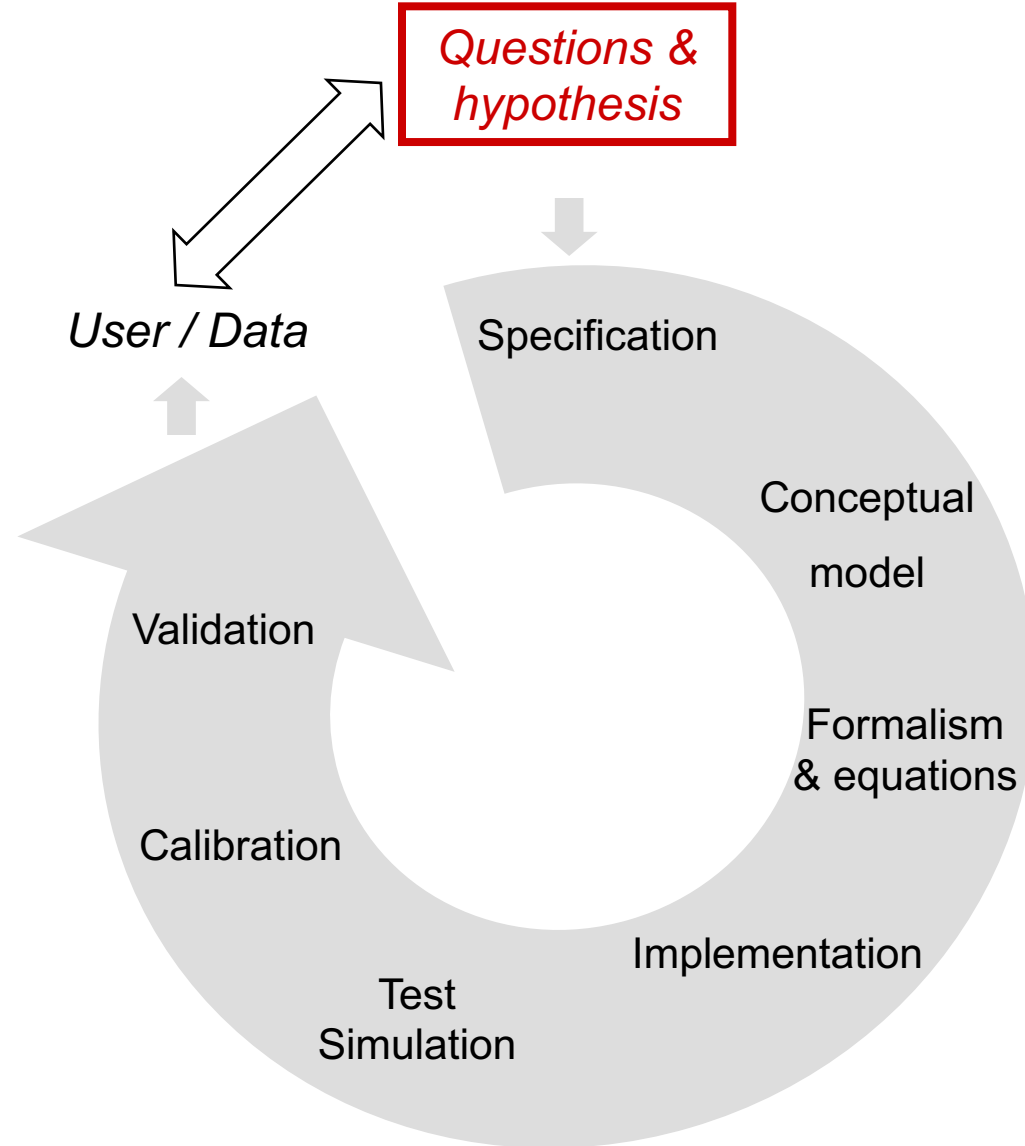 Questions &
hypothesis
User / Data
Specification
Conceptual
model
Formalism
& equations
Implementation
Test
Simulation
Calibration
Validation